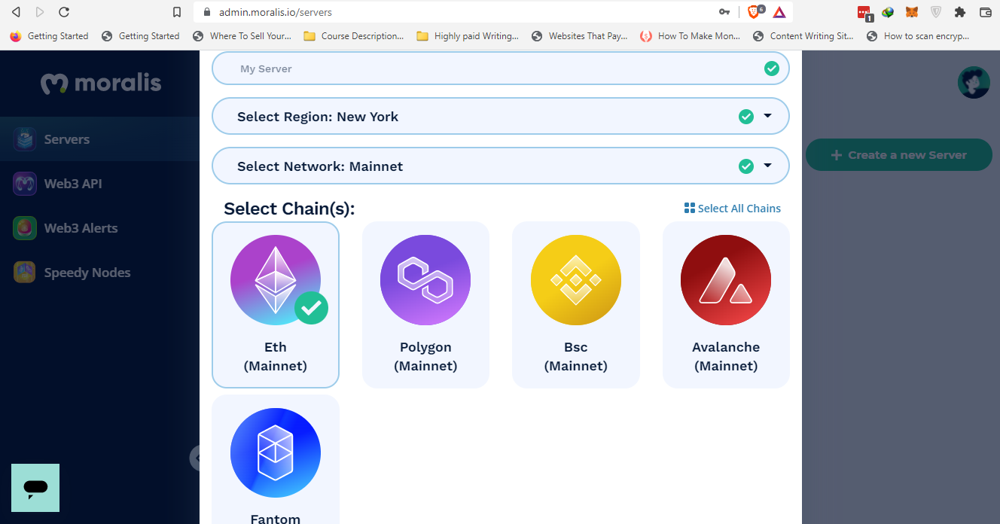 admin.moralis.io/servers
6
1
Getting Started
Getting Started
Where To Sell Your...
Course Description...
Highly paid Writing...
Websites That Pay...
How To Make Mon...
Content Writing Sit...
How to scan encryp...
moralis
Servers
Web3 API
Web3 Alerts
Speedy Nodes
My Server
Select Region: New York
Select Network: Mainnet
Select Chain(s):
Select All Chains
Eth
(Mainnet)
Polygon
(Mainnet)
Bsc
(Mainnet)
Avalanche
(Mainnet)
Fantom
+ Create a new Server